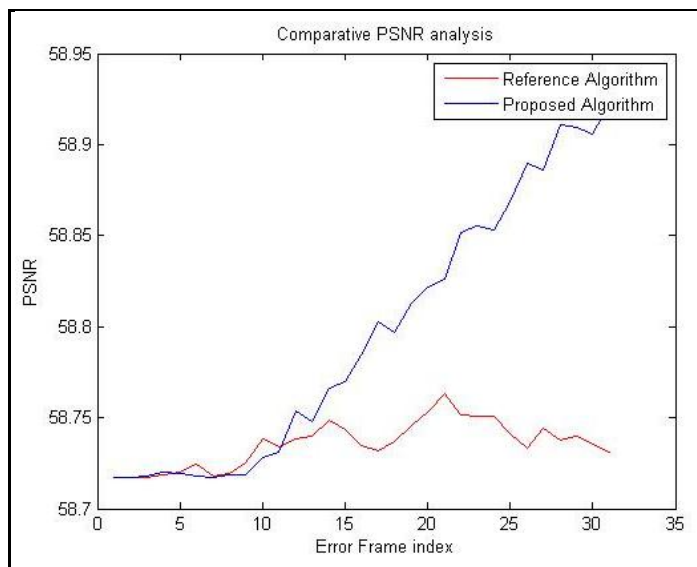 Comparative PSNR analysis
58.95
Reference Algorithm
Proposed Algorithm
58.9
58.85
PSNR
58.8
58.75
58.7
0 5 10 15 20 25 30 35
Error Frame index